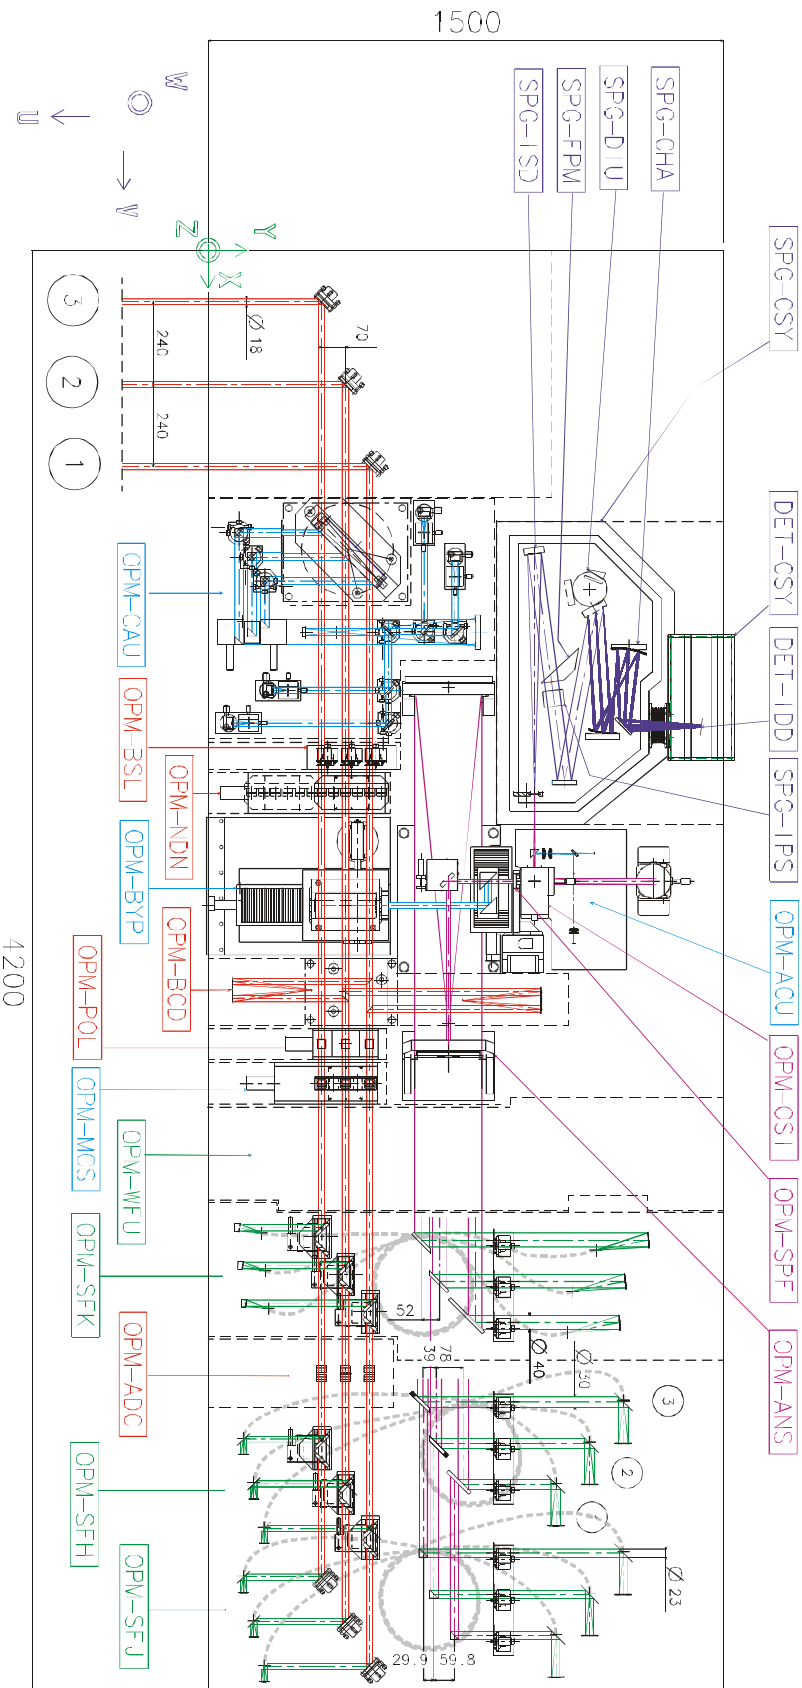 1500
W
U
V
Y
Z
X
SPG-ISD
SPG-FPM
SPG-DIU
SPG-CHA
SPG-CSY
DET-CSY
DET-IDD
SPG-IPS
OPM-ACU
OPM-OSI
OPM-SPF
OPM-ANS
3
2
1
Ø 18
240
240
70
OPM-CAU
OPM-BSL
OPM-NDN
OPM-BYP
OPM-BCD
OPM-POL
OPM-MCS
OPM-WFU
OPM-SFK
OPM-ADC
OPM-SFH
OPM-SFJ
4200
52
78
39
Ø 40
Ø 30
3
2
1
Ø 23
29.9
59.8